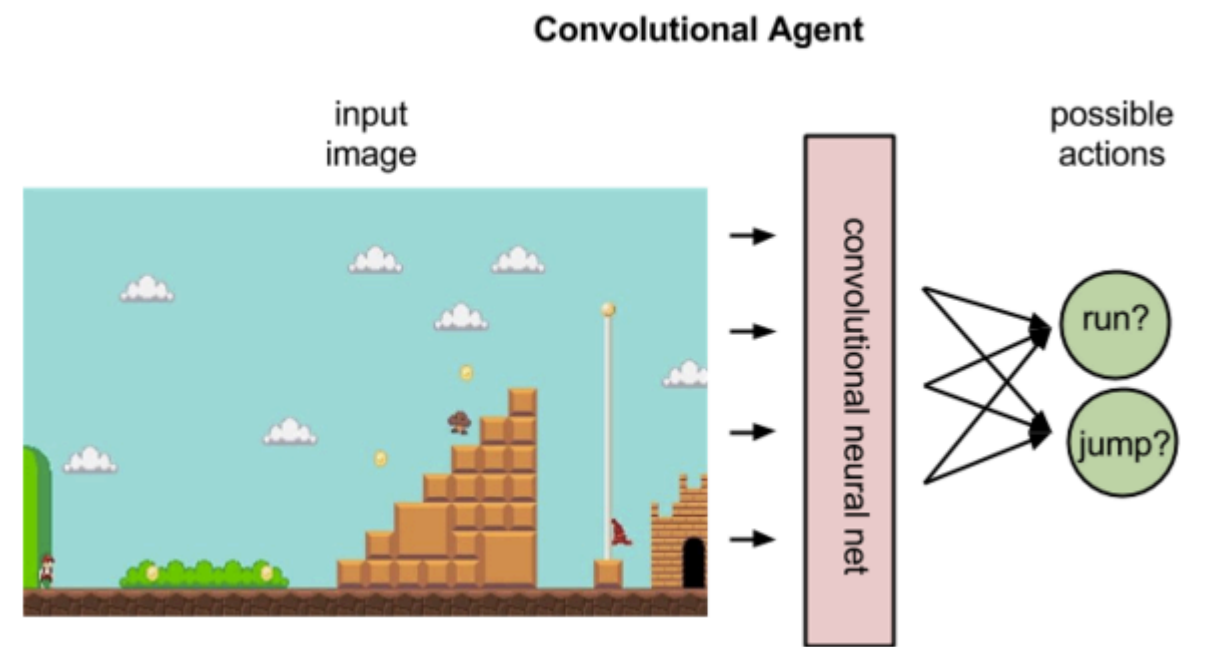 Convolutional Agent
input
image
possible
actions
convolutional neural net
run?
jump?